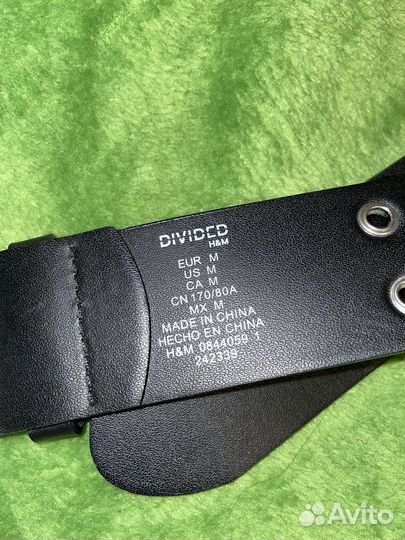 DIVIDED
H&M
EUR M
US M
CA M
CN 170/80A
MX M
MADE IN CHINA
HECHO EN CHINA
H&M 0844059 1
242339
Avito